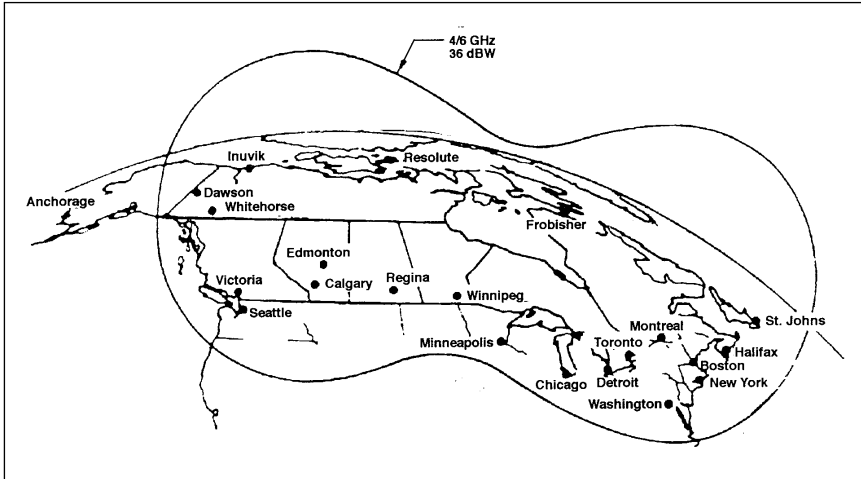 4/6 GHz
36 dBW
Inuvik
Resolute
Dawson
Anchorage
Whitehorse
Frobisher
Edmonton
Victoria
Calgary
Regina
Winnipeg
Seattle
St. Johns
Montreal
Minneapolis
Toronto
Halifax
Boston
Chicago
Detroit
New York
Washington